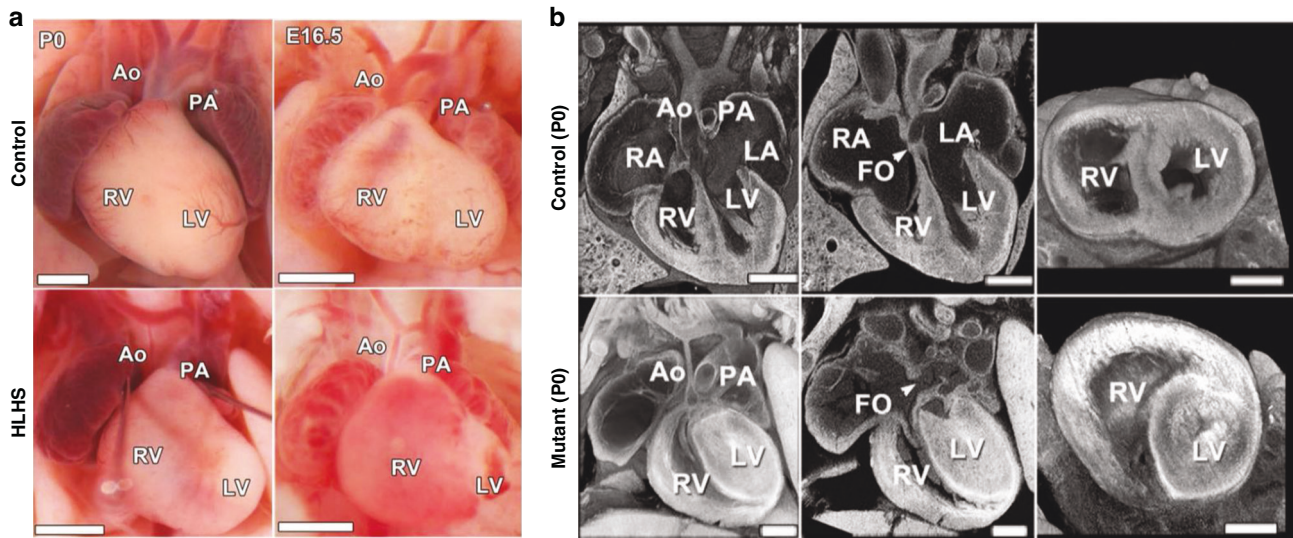 a
b
Control
P0
Ao
PA
RV
LV
E16.5
Ao
PA
RV
LV
HLHS
Ao
PA
RV
LV
Ao
PA
RV
LV
Control (P0)
Ao
PA
RA
LA
RV
LV
RA
LA
FO
RV
LV
RV
LV
Mutant (P0)
Ao
PA
RV
LV
FO
RV
LV
RV
LV